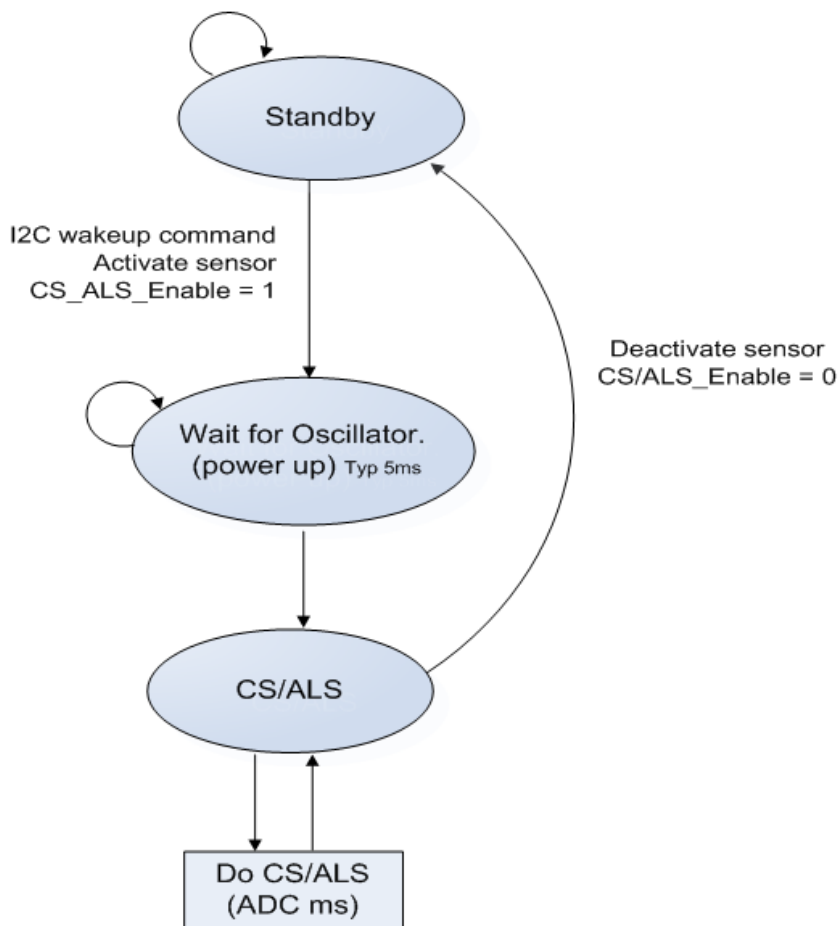 Standby
I2C wakeup command
Activate sensor
CS_ALS_Enable = 1
Deactivate sensor
CS/ALS_Enable = 0
Wait for Oscillator.
(power up) Typ 5ms
CS/ALS
Do CS/ALS
(ADC ms)